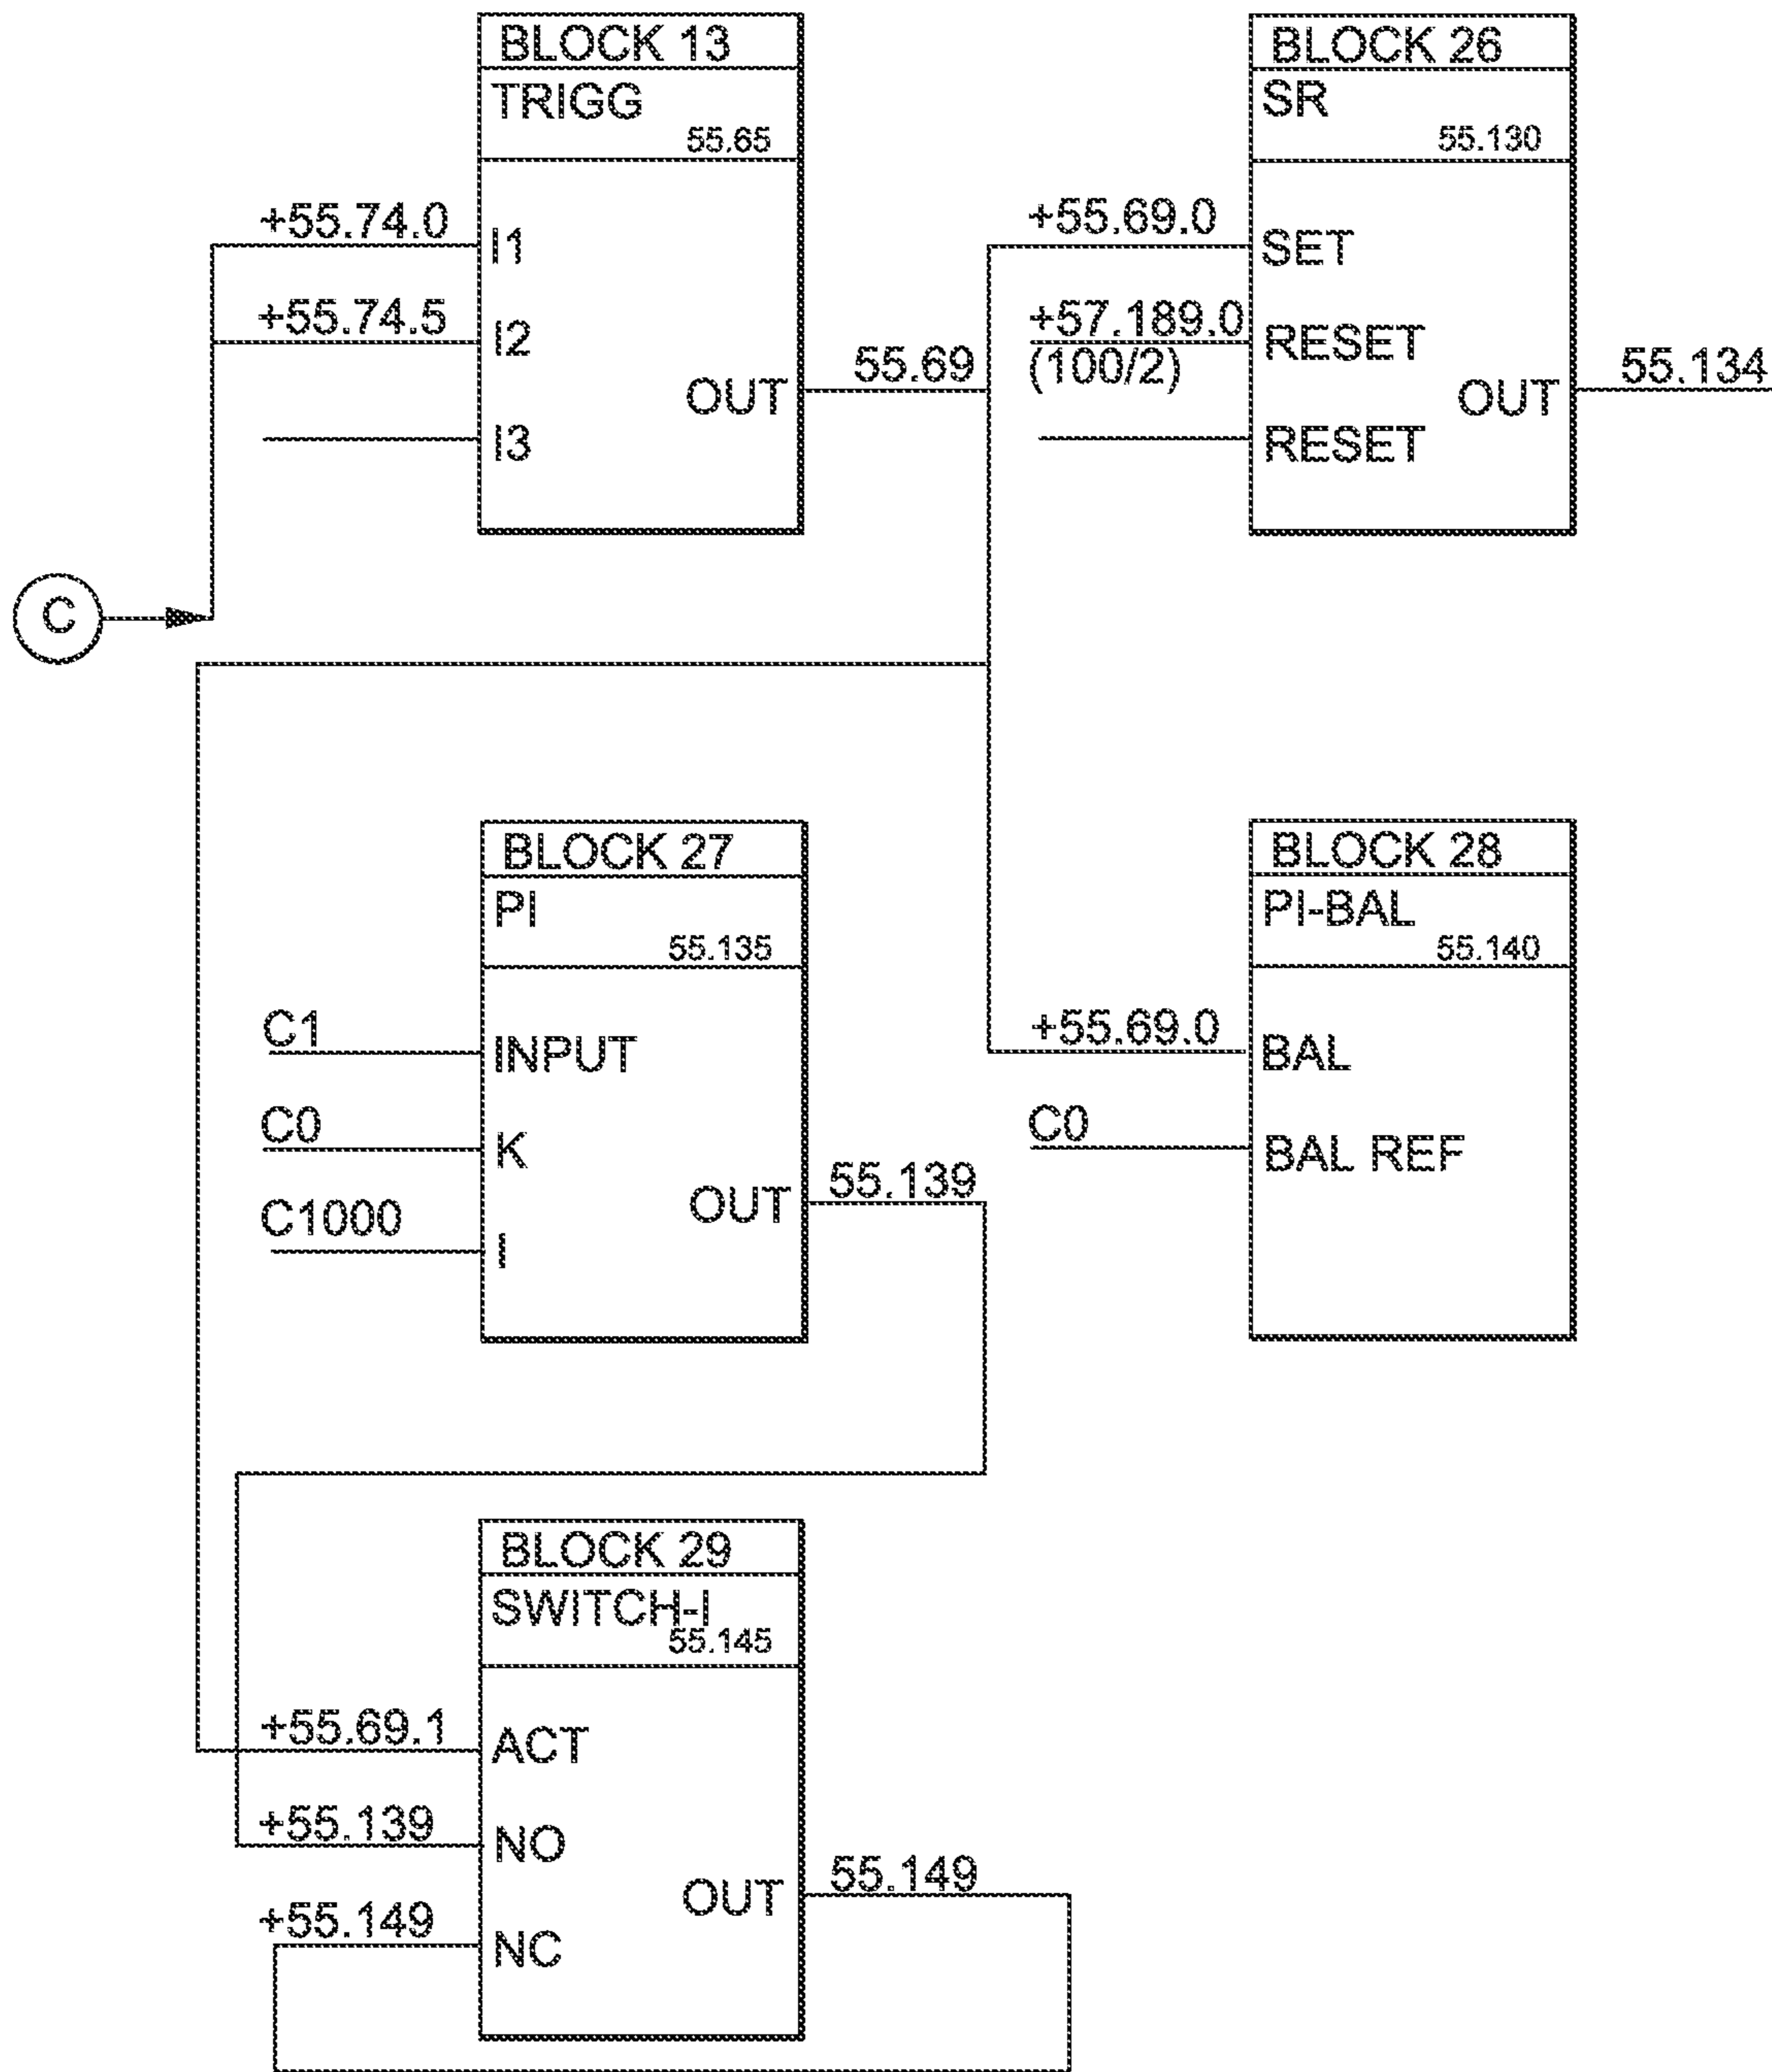 BLOCK 13
TRIGG
55.65
+55.74.0
I1
+55.74.5
I2
I3
OUT
55.69
BLOCK 26
SR
55.130
+55.69.0
SET
+57.189.0
(100/2)
RESET
RESET
OUT
55.134
C
BLOCK 27
PI
55.135
C1
INPUT
C0
K
C1000
I
OUT
55.139
BLOCK 28
PI-BAL
55.140
+55.69.0
BAL
C0
BAL REF
BLOCK 29
SWITCH-I
55.145
+55.69.1
ACT
+55.139
NO
+55.149
NC
OUT
55.149